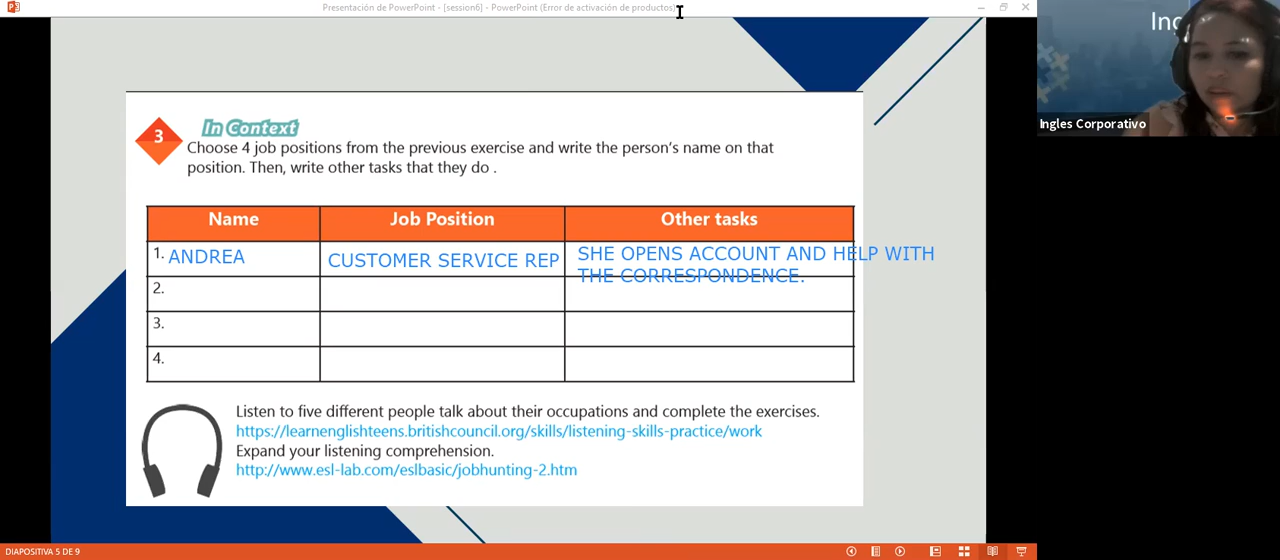 Presentación de PowerPoint - [session6] - PowerPoint (Error de activación de productos)
Ing
Ingles Corporativo
3
In Context
Choose 4 job positions from the previous exercise and write the person's name on that
position. Then, write other tasks that they do .
Name Job Position Other tasks
1. ANDREA CUSTOMER SERVICE REP SHE OPENS ACCOUNT AND HELP WITH
THE CORRESPONDENCE.
2.
3.
4.
Listen to five different people talk about their occupations and complete the exercises.
https://learnenglishteens.britishcouncil.org/skills/listening-skills-practice/work
Expand your listening comprehension.
http://www.esl-lab.com/eslbasic/jobhunting-2.htm
DIAPOSITIVA 5 DE 9